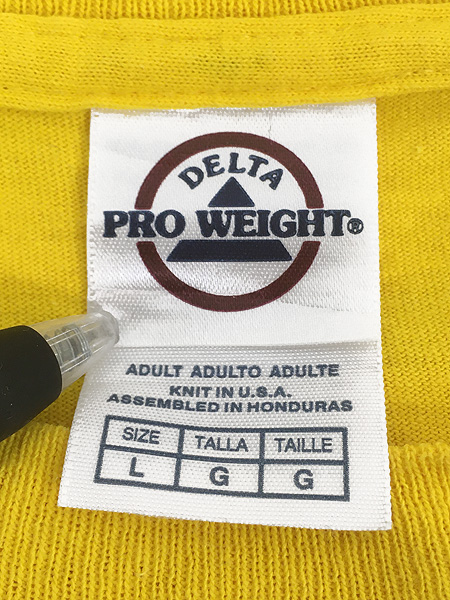 DELTA
PRO WEIGHT®
ADULT ADULTO ADULTE
KNIT IN U.S.A.
ASSEMBLED IN HONDURAS
SIZE TALLA TAILLE
L G G